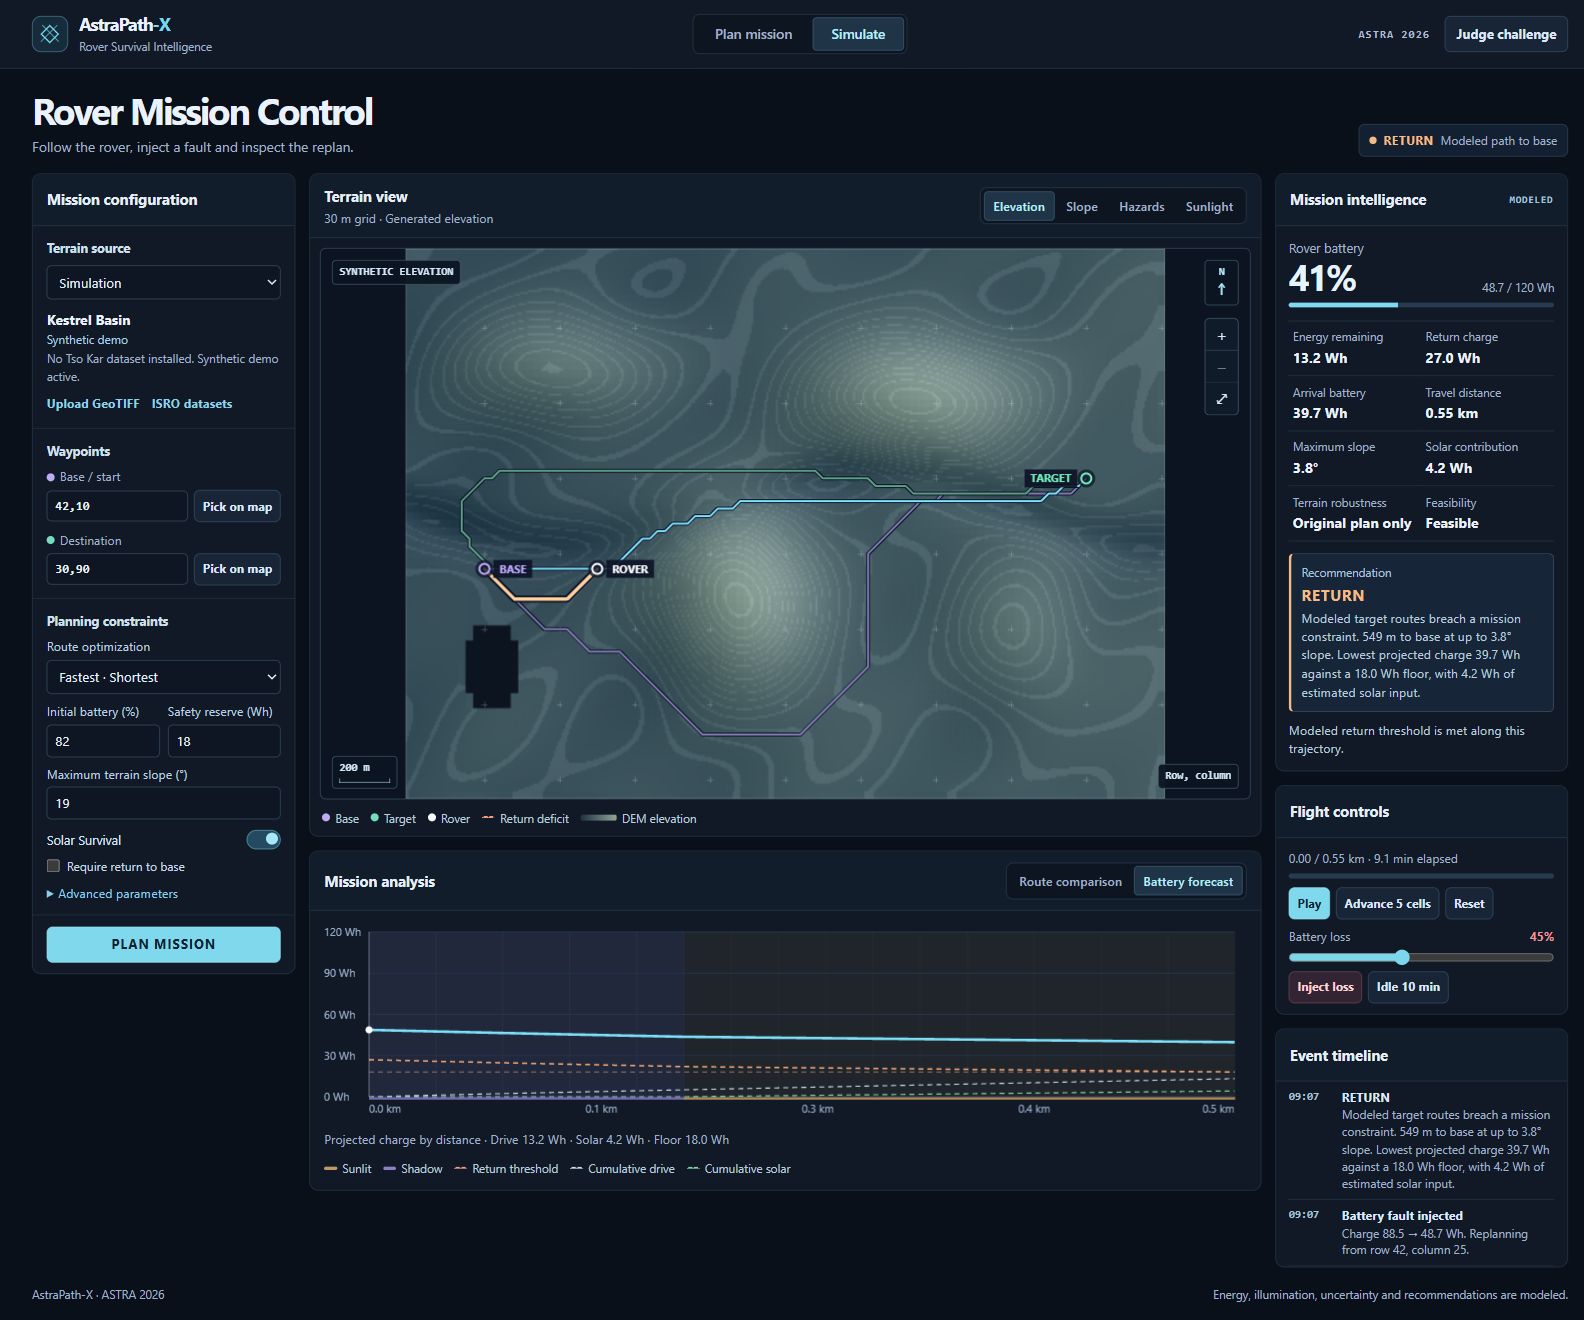 AstraPath-X
Rover Survival Intelligence
Plan mission
Simulate
ASTRA 2026
Judge challenge
Rover Mission Control
Follow the rover, inject a fault and inspect the replan.
RETURN Modeled path to base
Mission configuration
Terrain source
Simulation
Kestrel Basin
Synthetic demo
No Tso Kar dataset installed. Synthetic demo
active.
Upload GeoTIFF ISRO datasets
Waypoints
Base / start
42,10
Pick on map
Destination
30,90
Pick on map
Planning constraints
Route optimization
Fastest · Shortest
Initial battery (%) Safety reserve (Wh)
82 18
Maximum terrain slope (°)
19
Solar Survival
Require return to base
Advanced parameters
PLAN MISSION
Terrain view
30 m grid · Generated elevation
Elevation Slope Hazards Sunlight
SYNTHETIC ELEVATION
N
↑
+
−
TARGET
BASE
ROVER
200 m
Row, column
Base Target Rover Return deficit DEM elevation
Mission analysis
Route comparison Battery forecast
120 Wh
90 Wh
60 Wh
30 Wh
0 Wh
0.0 km 0.1 km 0.3 km 0.4 km 0.5 km
Projected charge by distance · Drive 13.2 Wh · Solar 4.2 Wh · Floor 18.0 Wh
Sunlit Shadow Return threshold Cumulative drive Cumulative solar
Mission intelligence
MODELED
Rover battery
41%
48.7 / 120 Wh
Energy remaining Return charge
13.2 Wh 27.0 Wh
Arrival battery Travel distance
39.7 Wh 0.55 km
Maximum slope Solar contribution
3.8° 4.2 Wh
Terrain robustness Feasibility
Original plan only Feasible
Recommendation
RETURN
Modeled target routes breach a mission
constraint. 549 m to base at up to 3.8°
slope. Lowest projected charge 39.7 Wh
against a 18.0 Wh floor, with 4.2 Wh of
estimated solar input.
Modeled return threshold is met along this
trajectory.
Flight controls
0.00 / 0.55 km · 9.1 min elapsed
Play Advance 5 cells Reset
Battery loss 45%
Inject loss Idle 10 min
Event timeline
09:07 RETURN
Modeled target routes breach a mission
constraint. 549 m to base at up to 3.8°
slope. Lowest projected charge 39.7 Wh
against a 18.0 Wh floor, with 4.2 Wh of
estimated solar input.
09:07 Battery fault injected
Charge 88.5 → 48.7 Wh. Replanning
from row 42, column 25.
AstraPath-X · ASTRA 2026
Energy, illumination, uncertainty and recommendations are modeled.